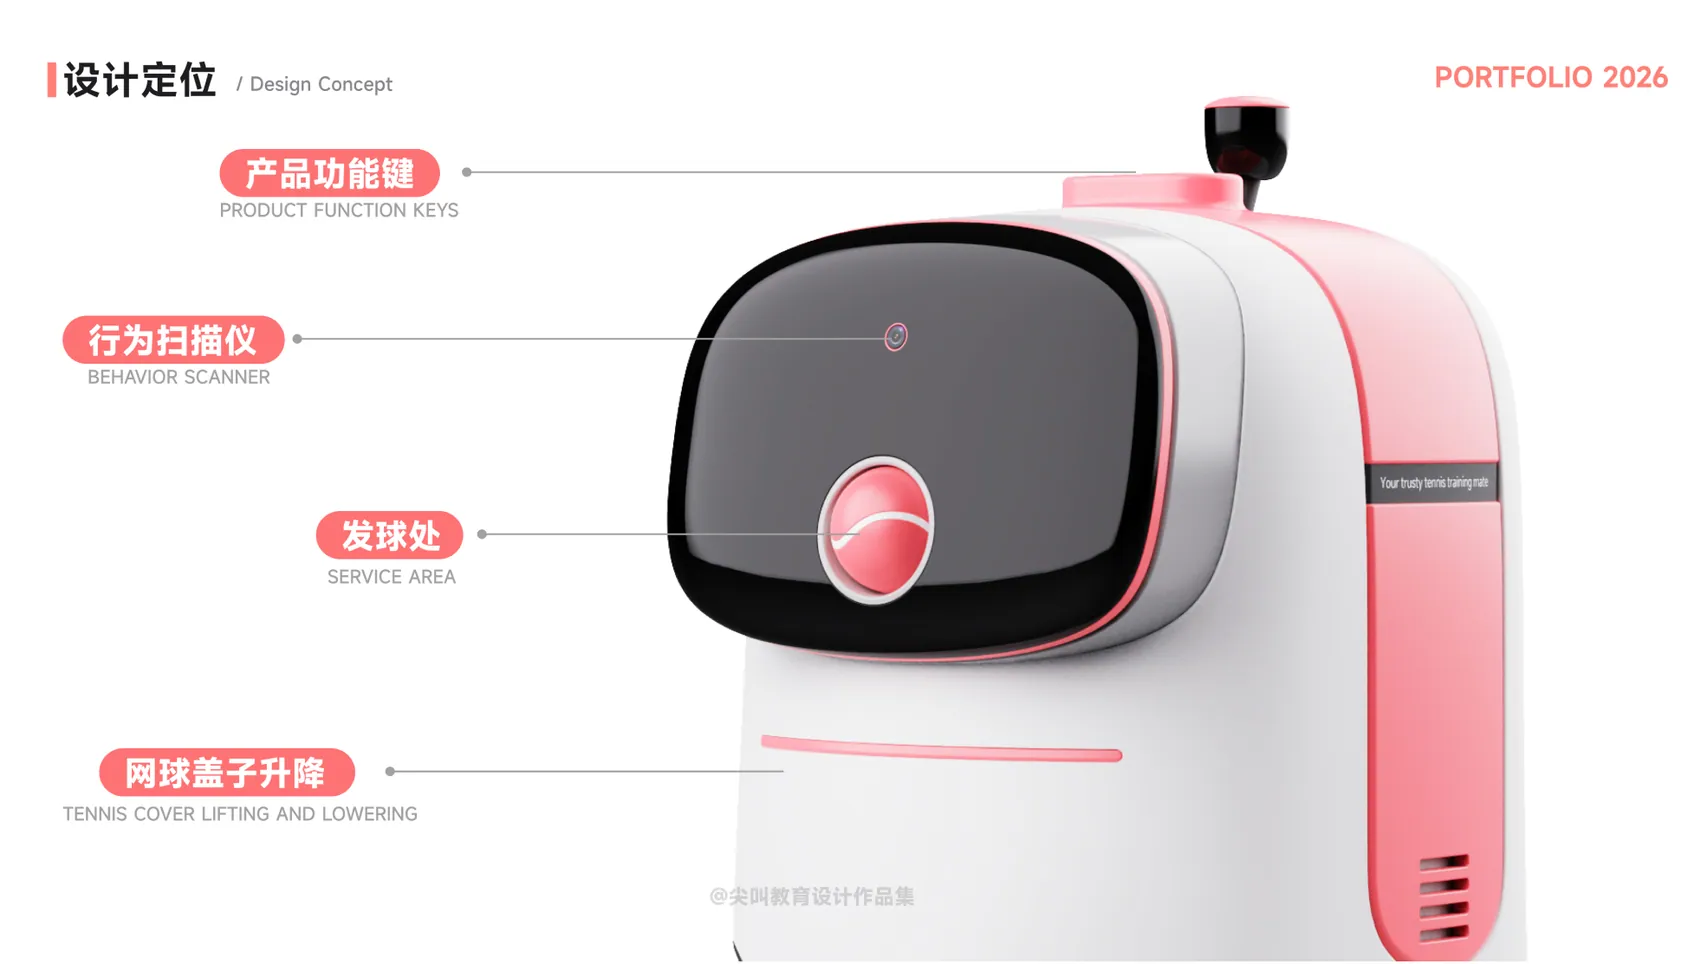 设计定位 / Design Concept
PORTFOLIO 2026
产品功能键
PRODUCT FUNCTION KEYS
行为扫描仪
BEHAVIOR SCANNER
发球处
SERVICE AREA
Your trusty tennis training mate
网球盖子升降
TENNIS COVER LIFTING AND LOWERING
@尖叫教育设计作品集